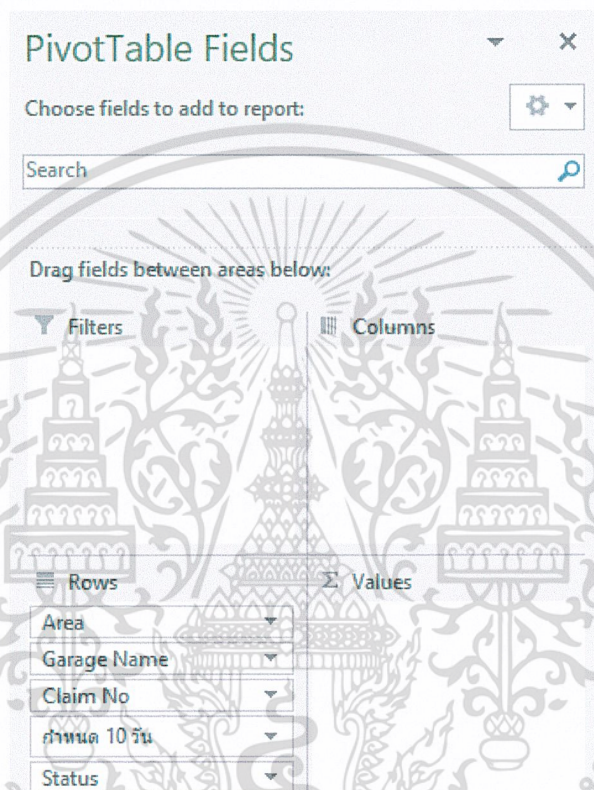 PivotTable Fields
Choose fields to add to report:
Search
Drag fields between areas below:
Filters
Columns
Rows
Σ Values
Area
Garage Name
Claim No
กำหนด 10 วัน
Status